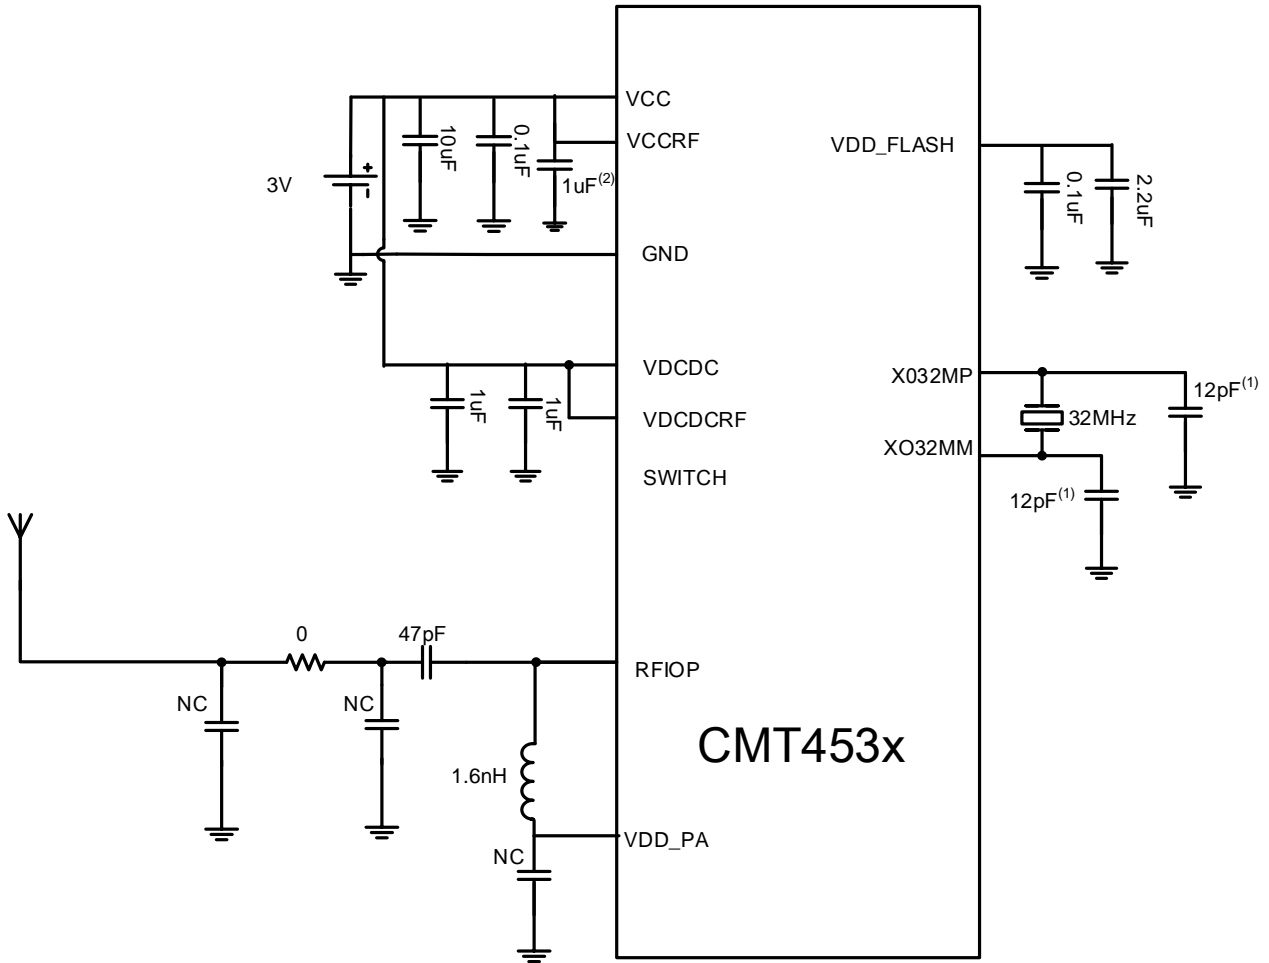 VCC
10uF
0.1uF
VCCRF
VDD_FLASH
3V
+
-
1uF(2)
0.1uF
2.2uF
GND
VDCDC
X032MP
12pF(1)
1uF
1uF
VDCDCRF
32MHz
XO32MM
SWITCH
12pF(1)
0
47pF
RFIOP
NC
NC
CMT453x
1.6nH
VDD_PA
NC